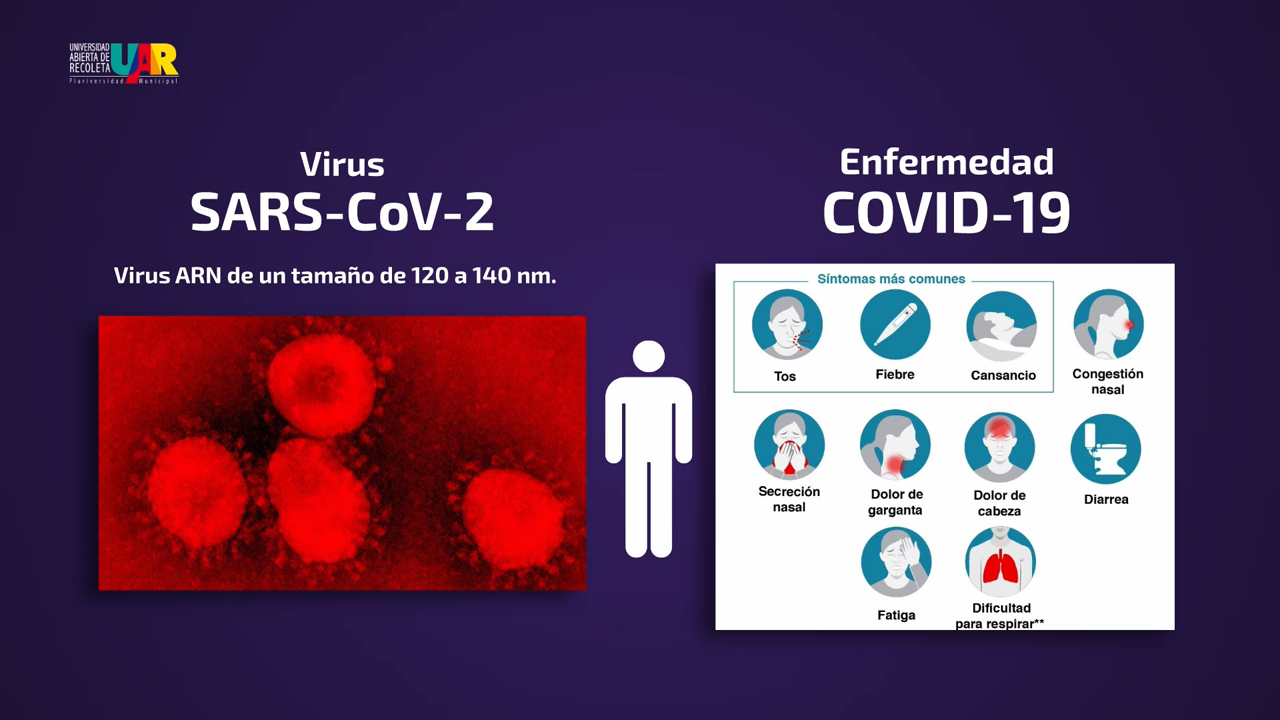 UNIVERSIDAD
ABIERTA DE
RECOLETA
UAR
Pluriversidad Municipal
Virus
SARS-CoV-2
Virus ARN de un tamaño de 120 a 140 nm.
Enfermedad
COVID-19
Síntomas más comunes
Tos
Fiebre
Cansancio
Congestión
nasal
Secreción
nasal
Dolor de
garganta
Dolor de
cabeza
Diarrea
Fatiga
Dificultad
para respirar**